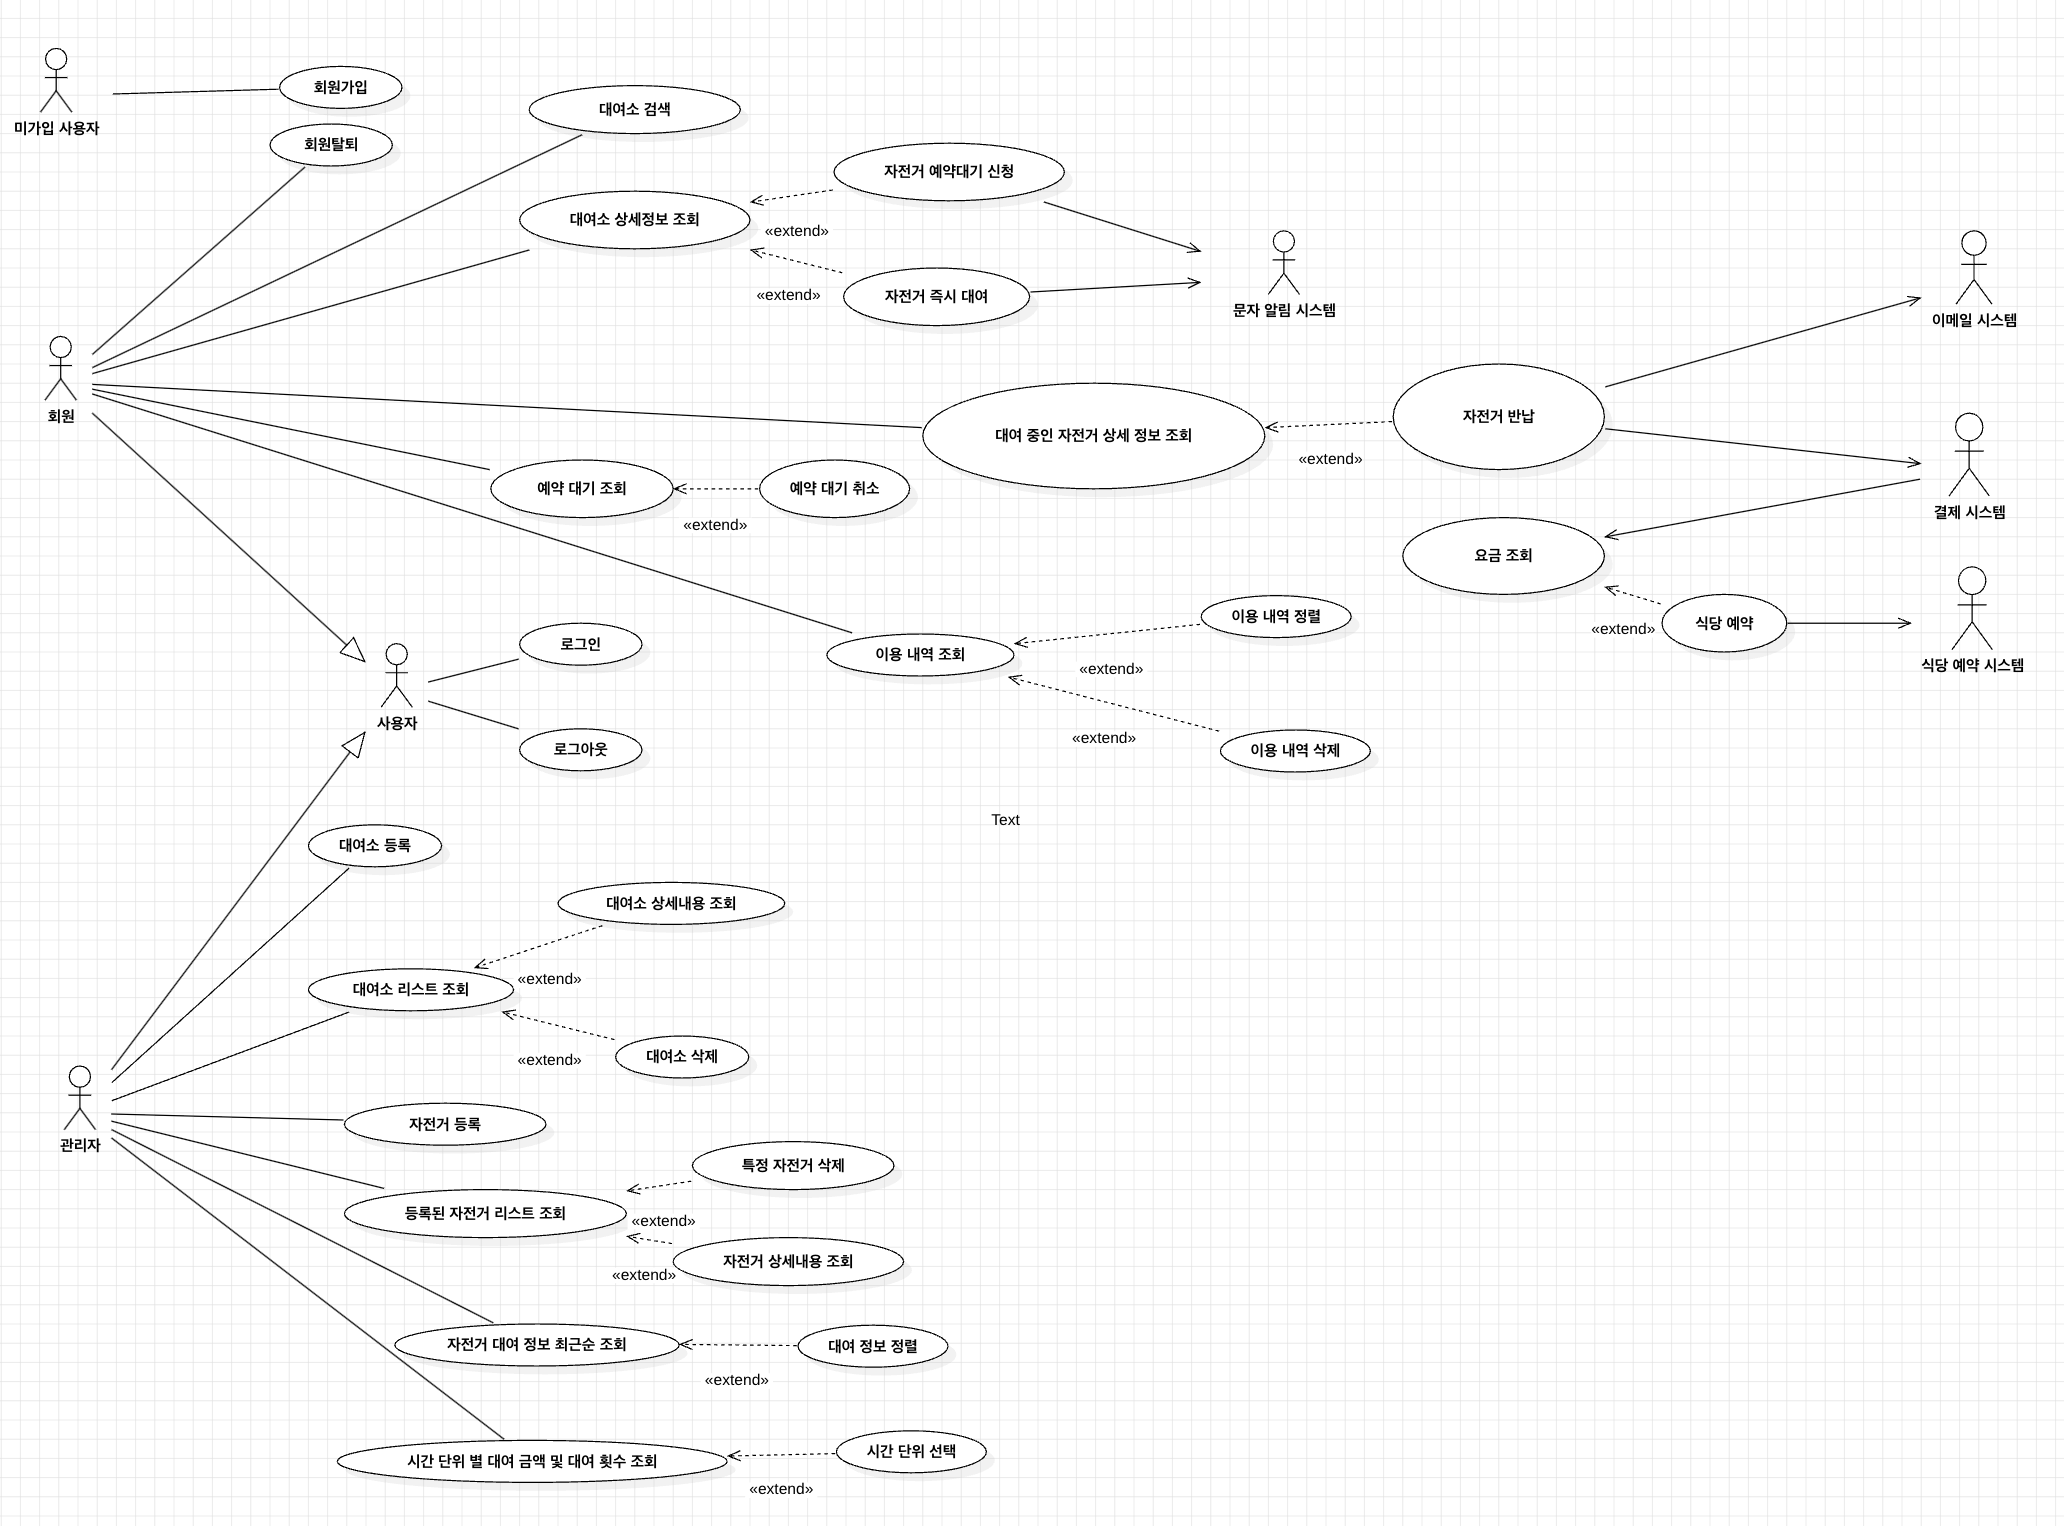 미가입 사용자
회원가입
회원탈퇴
대여소 검색
자전거 예약대기 신청
대여소 상세정보 조회
«extend»
자전거 즉시 대여
«extend»
문자 알림 시스템
이메일 시스템
회원
대여 중인 자전거 상세 정보 조회
자전거 반납
«extend»
예약 대기 조회
예약 대기 취소
«extend»
결제 시스템
요금 조회
식당 예약
«extend»
식당 예약 시스템
이용 내역 정렬
이용 내역 조회
«extend»
이용 내역 삭제
«extend»
로그인
사용자
로그아웃
Text
대여소 등록
대여소 상세내용 조회
«extend»
대여소 리스트 조회
«extend»
대여소 삭제
관리자
자전거 등록
특정 자전거 삭제
등록된 자전거 리스트 조회
«extend»
자전거 상세내용 조회
«extend»
자전거 대여 정보 최근순 조회
대여 정보 정렬
«extend»
시간 단위 별 대여 금액 및 대여 횟수 조회
시간 단위 선택
«extend»